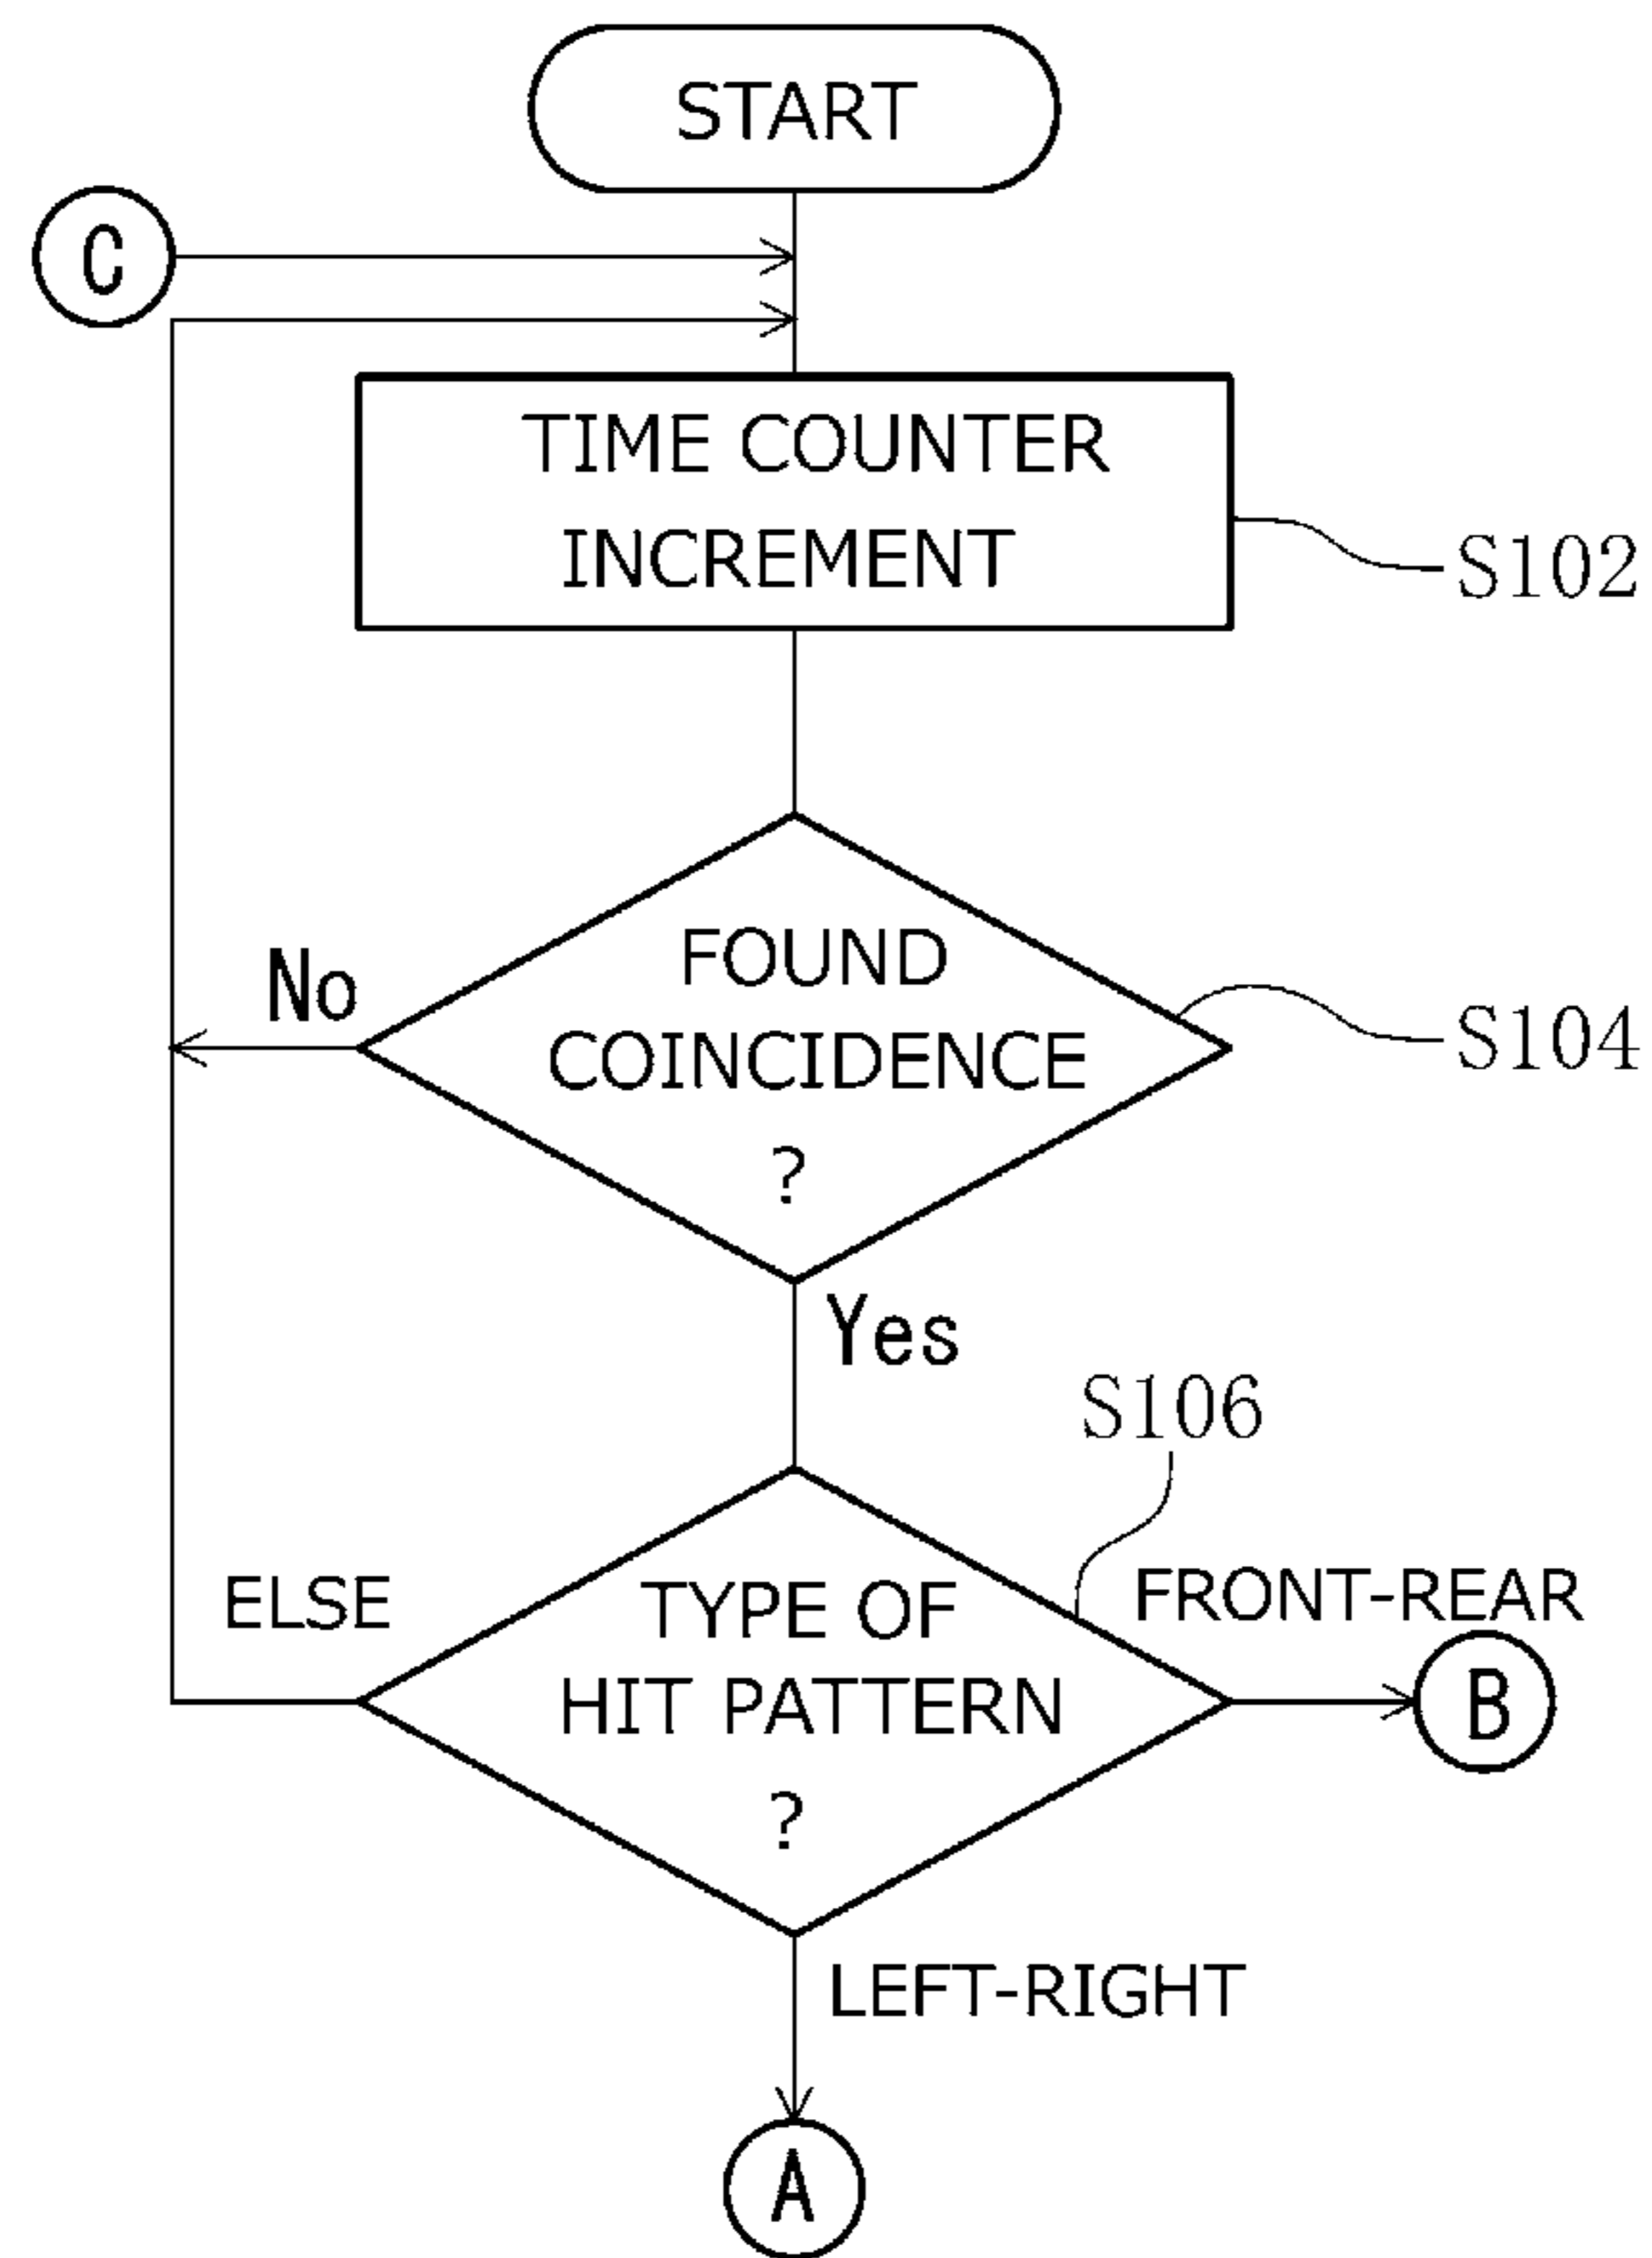 START
C
TIME COUNTER
INCREMENT
S102
No
FOUND
COINCIDENCE
?
S104
Yes
S106
ELSE
TYPE OF
HIT PATTERN
?
FRONT-REAR
B
LEFT-RIGHT
A